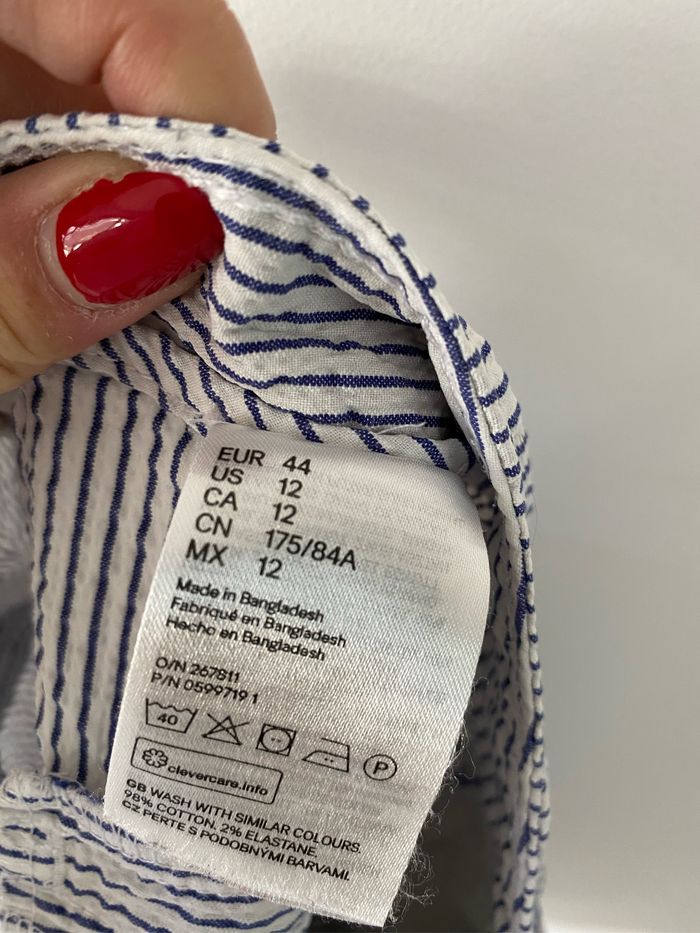 EUR 44
US 12
CA 12
CN 175/84A
MX 12
Made in Bangladesh
Fabriqué en Bangladesh
Hecho en Bangladesh
O/N 267811
P/N 0599719 1
40
P
clevercare.info
GB WASH WITH SIMILAR COLOURS.
98% COTTON. 2% ELASTANE.
CZ PERTE S PODOBNÝMI BARVAMI.